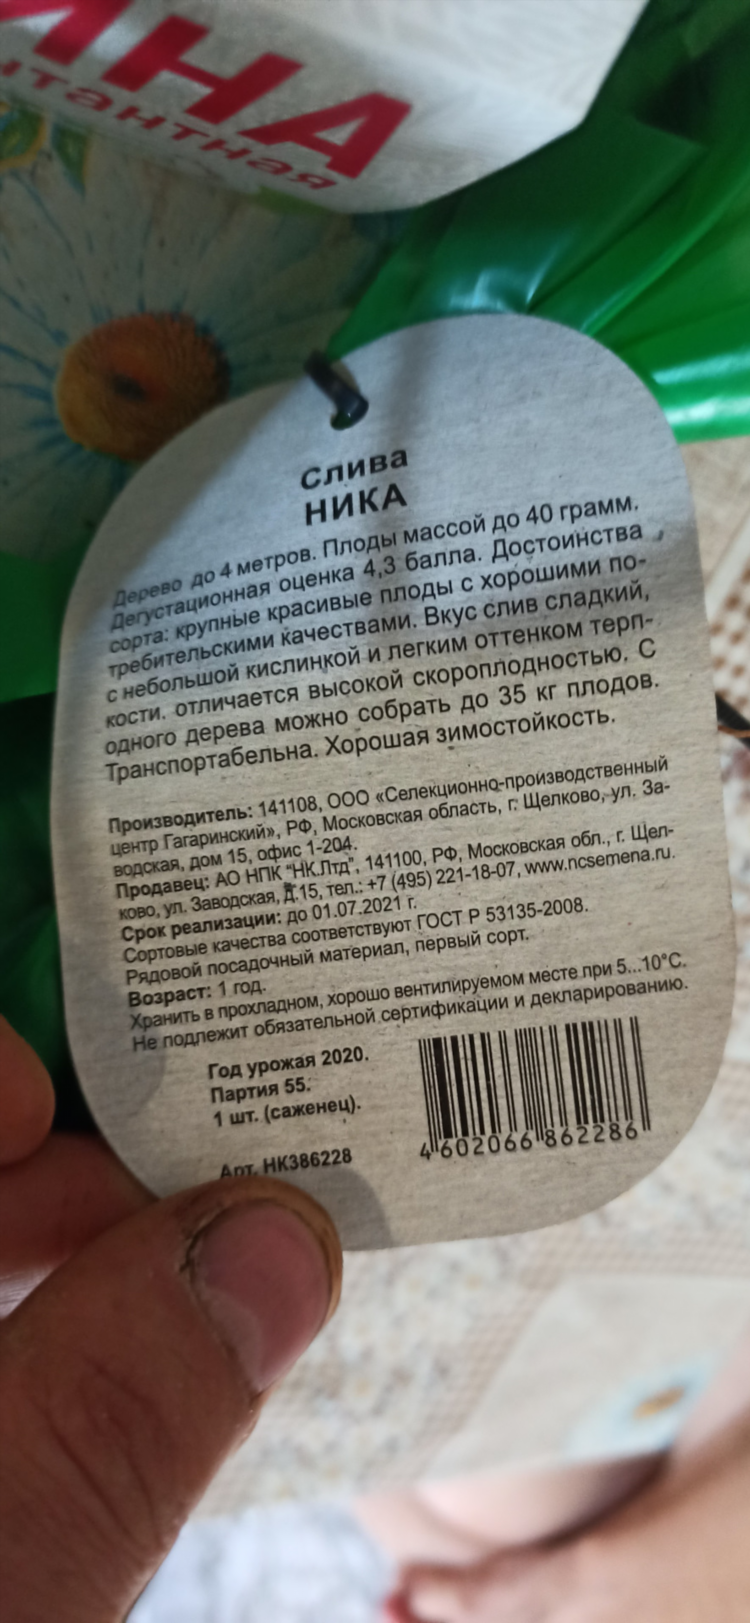 ИНА
нтантная
Слива
НИКА
Дерево до 4 метров. Плоды массой до 40 грамм.
Дегустационная оценка 4,3 балла. Достоинства
сорта: крупные красивые плоды с хорошими по-
требительскими качествами. Вкус слив сладкий,
с небольшой кислинкой и легким оттенком терп-
кости. отличается высокой скороплодностью. С
одного дерева можно собрать до 35 кг плодов.
Транспортабельна. Хорошая зимостойкость.
Производитель: 141108, ООО «Селекционно-производственный
центр Гагаринский», РФ, Московская область, г. Щелково, ул. За-
водская, дом 15, офис 1-204.
Продавец: АО НПК "НК.Лтд", 141100, РФ, Московская обл., г. Щел-
ково, ул. Заводская, д.15, тел.: +7 (495) 221-18-07, www.ncsemena.ru.
Срок реализации: до 01.07.2021 г.
Сортовые качества соответствуют ГОСТ Р 53135-2008.
Рядовой посадочный материал, первый сорт.
Возраст: 1 год.
Хранить в прохладном, хорошо вентилируемом месте при 5...10°С.
Не подлежит обязательной сертификации и декларированию.
Год урожая 2020.
Партия 55.
1 шт. (саженец).
Арт. НК386228
4 602066 862286